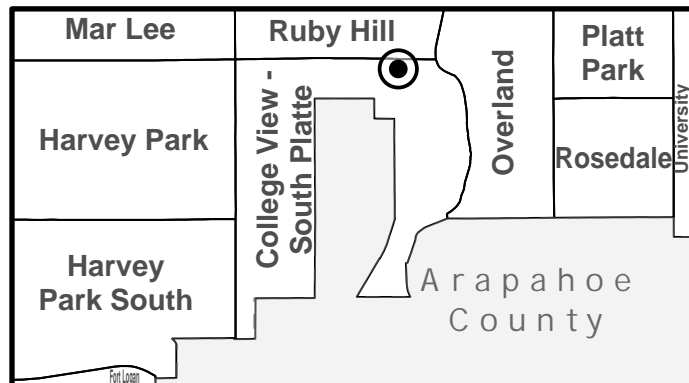 Mar Lee
Ruby Hill
Platt
Park
University
Overland
Harvey Park
College View -
South Platte
Rosedale
Harvey
Park South
Arapahoe
County
Fort Logan